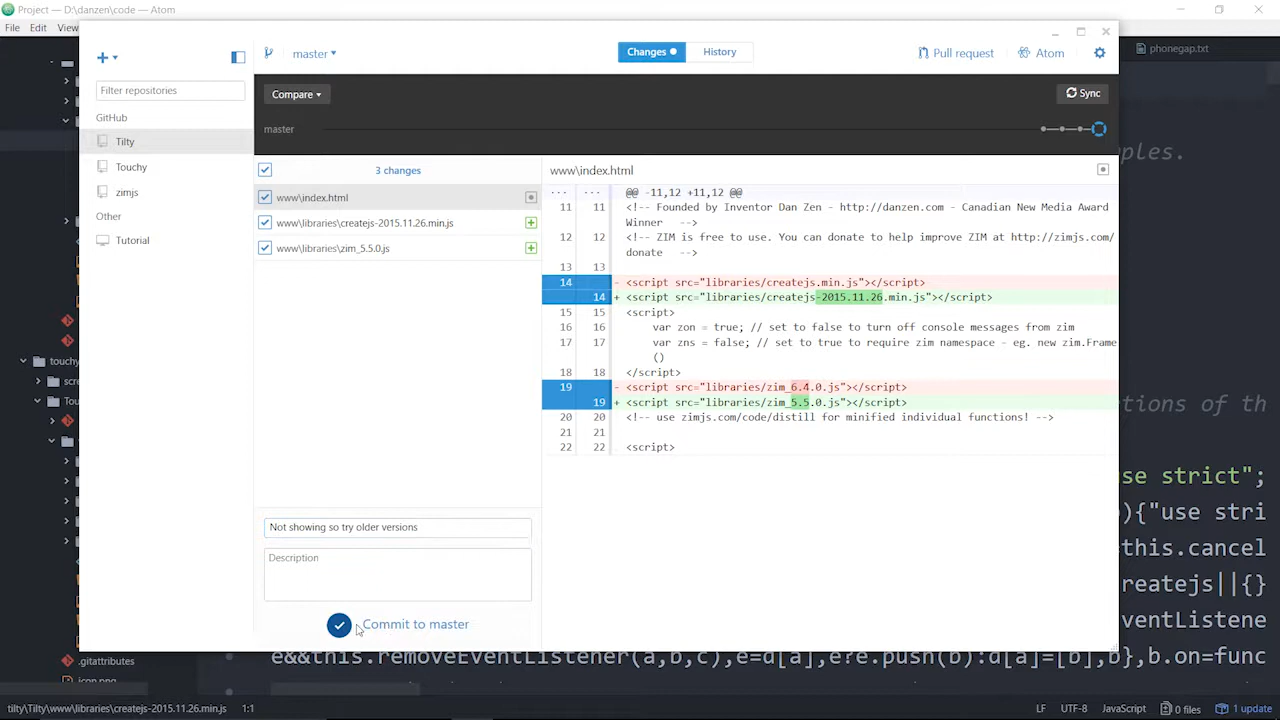 Project — D:\danzen\code — Atom
File Edit View
phonegap.txt
master
Changes
History
Pull request
Atom
Filter repositories
GitHub
Tilty
Touchy
zimjs
Other
Tutorial
Compare
Sync
master
3 changes
www\index.html
www\libraries\createjs-2015.11.26.min.js
www\libraries\zim_5.5.0.js
www\index.html
@@ -11,12 +11,12 @@
11 11 <!-- Founded by Inventor Dan Zen - http://danzen.com - Canadian New Media Award
Winner -->
12 12 <!-- ZIM is free to use. You can donate to help improve ZIM at http://zimjs.com/
donate -->
13 13
14 - <script src="libraries/createjs.min.js"></script>
14 + <script src="libraries/createjs-2015.11.26.min.js"></script>
15 15 <script>
16 16 var zon = true; // set to false to turn off console messages from zim
17 17 var zns = false; // set to true to require zim namespace - eg. new zim.Frame
()
18 18 </script>
19 - <script src="libraries/zim_6.4.0.js"></script>
19 + <script src="libraries/zim_5.5.0.js"></script>
20 20 <!-- use zimjs.com/code/distill for minified individual functions! -->
21 21
22 22 <script>
Not showing so try older versions
Description
Commit to master
ples.
touchy
scr
Tou
tions of th
se strict";
){"use stri
=this.cancel
createjs||{}
ventListene
.gitattributes
e&&this.removeEventListener(a,b,c),e=d[a],e?e.push(b):d[a]=[b],b},b.on=func
icon.png
tilty\Tilty\www\libraries\createjs-2015.11.26.min.js 1:1
LF UTF-8 JavaScript 0 files 1 update